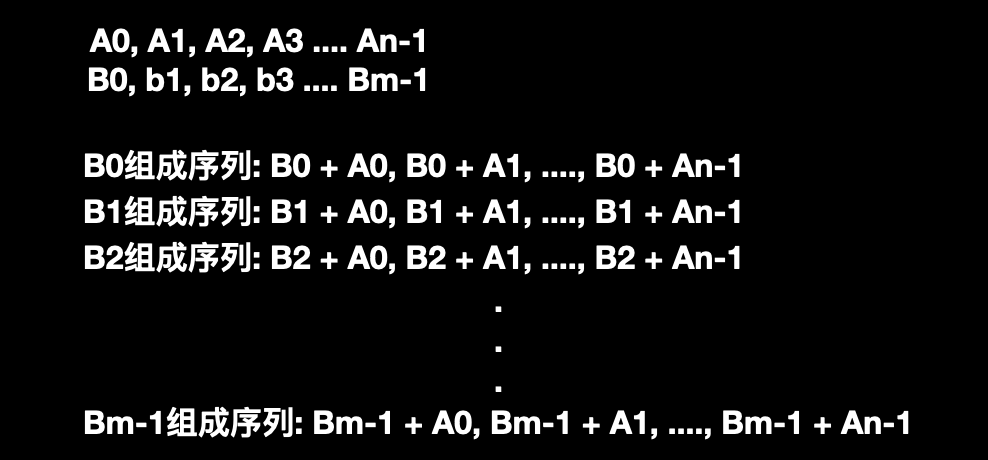 A0, A1, A2, A3 .... An-1
B0, b1, b2, b3 .... Bm-1
B0组成序列: B0 + A0, B0 + A1, ...., B0 + An-1
B1组成序列: B1 + A0, B1 + A1, ...., B1 + An-1
B2组成序列: B2 + A0, B2 + A1, ...., B2 + An-1
.
.
.
Bm-1组成序列: Bm-1 + A0, Bm-1 + A1, ...., Bm-1 + An-1